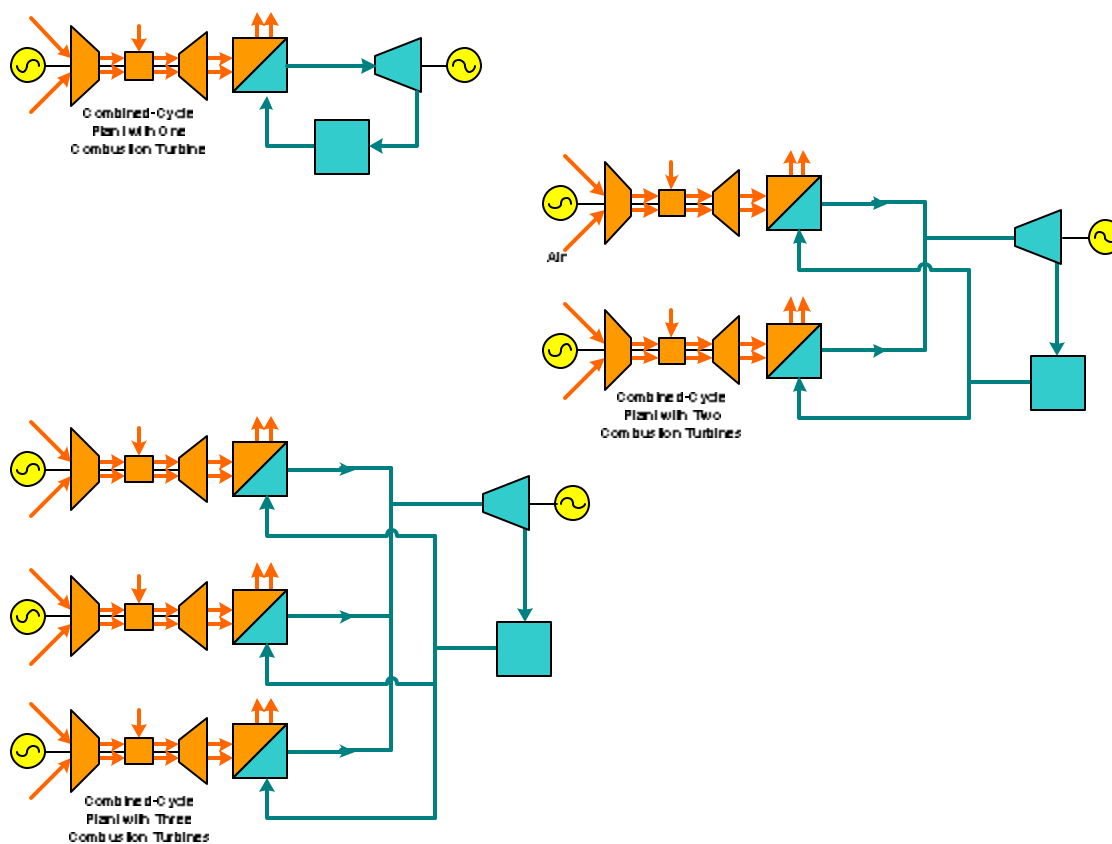 Combined-Cycle
Plant with One
Combustion Turbine
Air
Combined-Cycle
Plant with Two
Combustion Turbines
Combined-Cycle
Plant with Three
Combustion Turbines